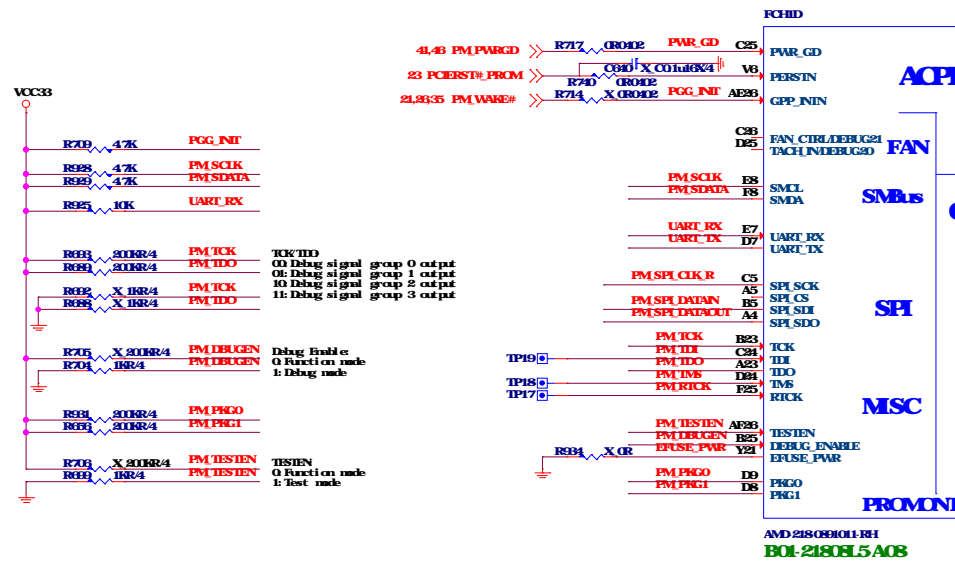 FCH1D
41,46 PM_PWRGD R717 0R0402 PWR_GD C25 PWR_GD
C640 X_C0.1u16X/4
23 PCIERST#_PROM R740 0R0402 V6 PERSTN
ACPI
21,26,35 PM_WAKE# R714 X_0R0402 PGG_INIT AE26 GPP_INTN
VCC33
C26 FAN_CTRL/DEBUG21
D25 TACH_IN/DEBUG20
FAN
R709 4.7K PGG_INIT
R928 4.7K PM_SCLK
R929 4.7K PM_SDATA
R925 10K UART_RX
PM_SCLK E8 SMCL
PM_SDATA F8 SMDA
SMBus
UART_RX E7 UART_RX
UART_TX D7 UART_TX
R693 200KR/4 PM_TCK
R689 200KR/4 PM_TDO
R692 X_1KR/4 PM_TCK
R688 X_1KR/4 PM_TDO
TCK/TDO
00: Debug signal group 0 output
01: Debug signal group 1 output
10: Debug signal group 2 output
11: Debug signal group 3 output
PM_SPI_CLK_R C5 SPI_SCK
A5 SPI_CS
PM_SPI_DATAIN B5 SPI_SDI
PM_SPI_DATAOUT A4 SPI_SDO
SPI
R705 X_200KR/4 PM_DBUGEN
R704 1KR/4 PM_DBUGEN
Debug Enable:
0: Function mode
1: Debug mode
PM_TCK B23 TCK
TP19 PM_TDI C24 TDI
PM_TDO A23 TDO
TP18 PM_TMS D24 TMS
TP17 PM_RTCK F25 RTCK
MISC
R931 200KR/4 PM_PKG0
R656 200KR/4 PM_PKG1
PM_TESTEN AF26 TESTEN
PM_DBUGEN B25 DEBUG_ENABLE
R934 X_0R EFUSE_PWR Y21 EFUSE_PWR
R706 X_200KR/4 PM_TESTEN
R699 1KR/4 PM_TESTEN
TESTEN
0: Function mode
1: Test mode
PM_PKG0 D9 PKG0
PM_PKG1 D8 PKG1
AMD-218-0891011-RH
B01-21808L5-A08